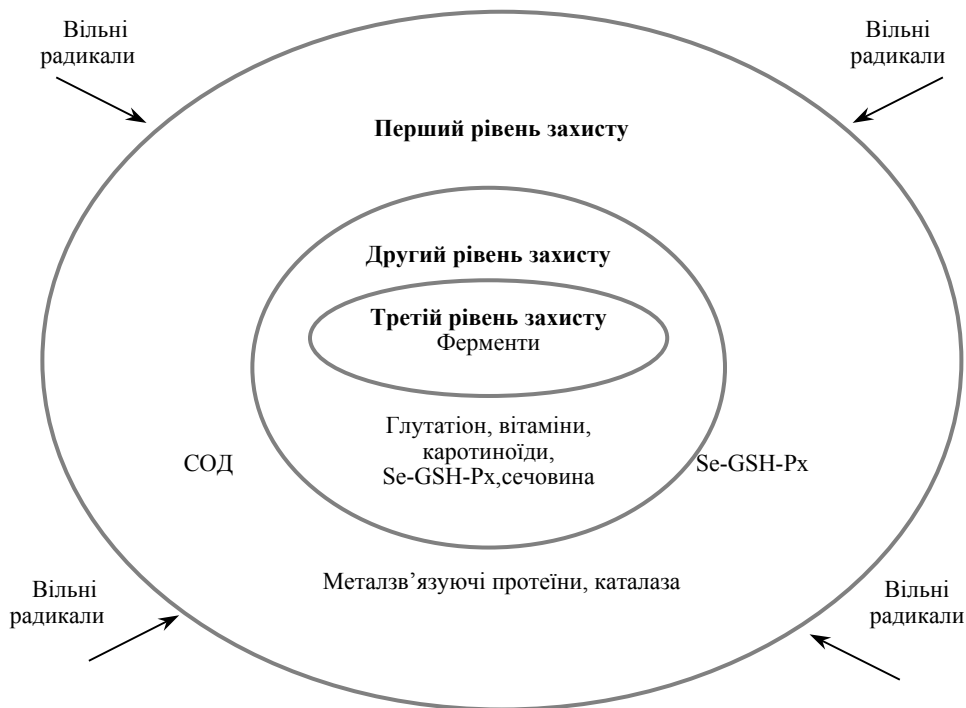 Вільні
радикали
Вільні
радикали
Перший рівень захисту
Другий рівень захисту
Третій рівень захисту
Ферменти
Глутатіон, вітаміни,
каротиноїди,
Se-GSH-Px,сечовина
СОД
Se-GSH-Px
Металзв’язуючі протеїни, каталаза
Вільні
радикали
Вільні
радикали